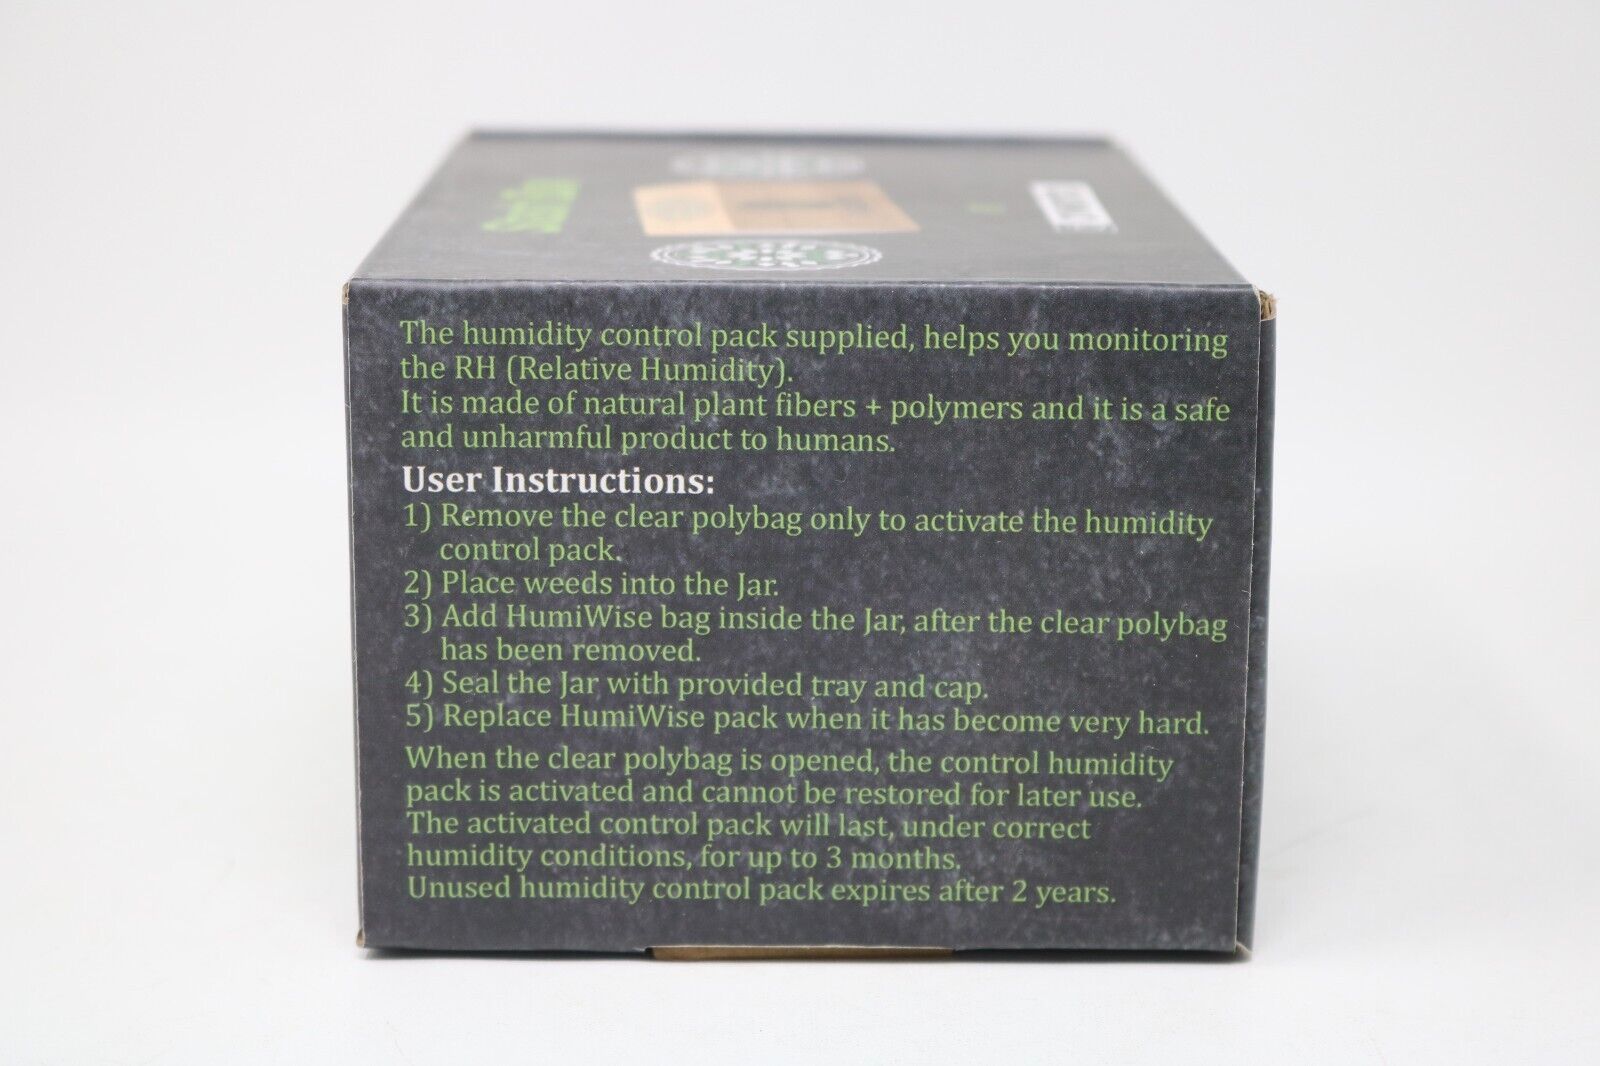 The humidity control pack supplied, helps you monitoring
the RH (Relative Humidity).
It is made of natural plant fibers + polymers and it is a safe
and unharmful product to humans.
User Instructions:
1) Remove the clear polybag only to activate the humidity
control pack.
2) Place weeds into the Jar.
3) Add HumiWise bag inside the Jar, after the clear polybag
has been removed.
4) Seal the Jar with provided tray and cap.
5) Replace HumiWise pack when it has become very hard.
When the clear polybag is opened, the control humidity
pack is activated and cannot be restored for later use.
The activated control pack will last, under correct
humidity conditions, for up to 3 months.
Unused humidity control pack expires after 2 years.